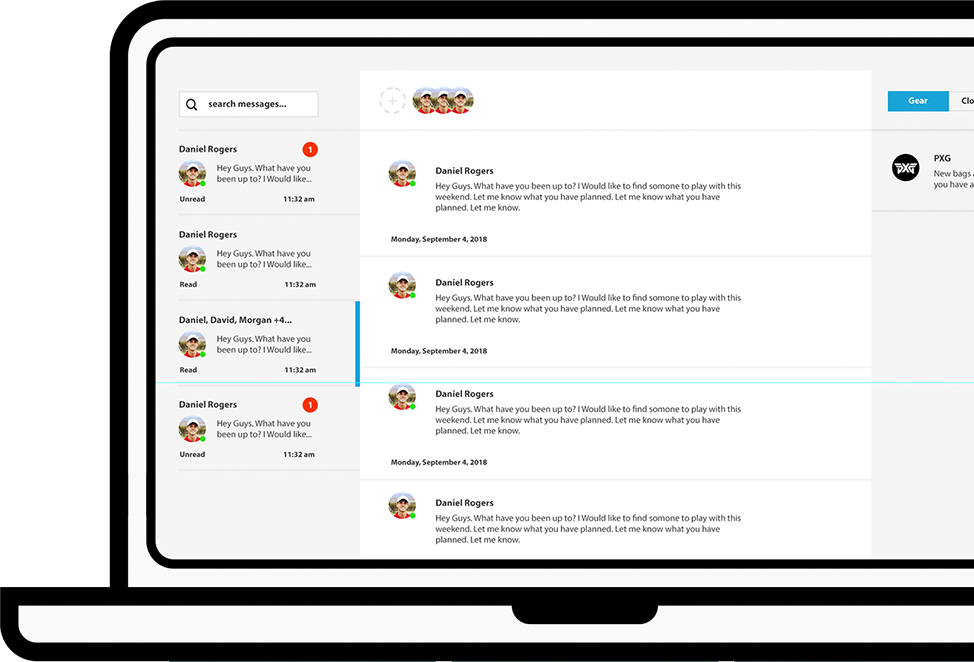 search messages...
Daniel Rogers
1
Hey Guys. What have you
been up to? I Would like...
Unread 11:32 am
Daniel Rogers
Hey Guys. What have you
been up to? I Would like...
Read 11:32 am
Daniel, David, Morgan +4...
Hey Guys. What have you
been up to? I Would like...
Read 11:32 am
Daniel Rogers
1
Hey Guys. What have you
been up to? I Would like...
Unread 11:32 am
Daniel Rogers
Hey Guys. What have you been up to? I Would like to find somone to play with this
weekend. Let me know what you have planned. Let me know what you have
planned. Let me know.
Monday, September 4, 2018
Daniel Rogers
Hey Guys. What have you been up to? I Would like to find somone to play with this
weekend. Let me know what you have planned. Let me know what you have
planned. Let me know.
Monday, September 4, 2018
Daniel Rogers
Hey Guys. What have you been up to? I Would like to find somone to play with this
weekend. Let me know what you have planned. Let me know what you have
planned. Let me know.
Monday, September 4, 2018
Daniel Rogers
Hey Guys. What have you been up to? I Would like to find somone to play with this
weekend. Let me know what you have planned. Let me know what you have
planned. Let me know.
Gear Clo
PXG
PXG
New bags a
you have a